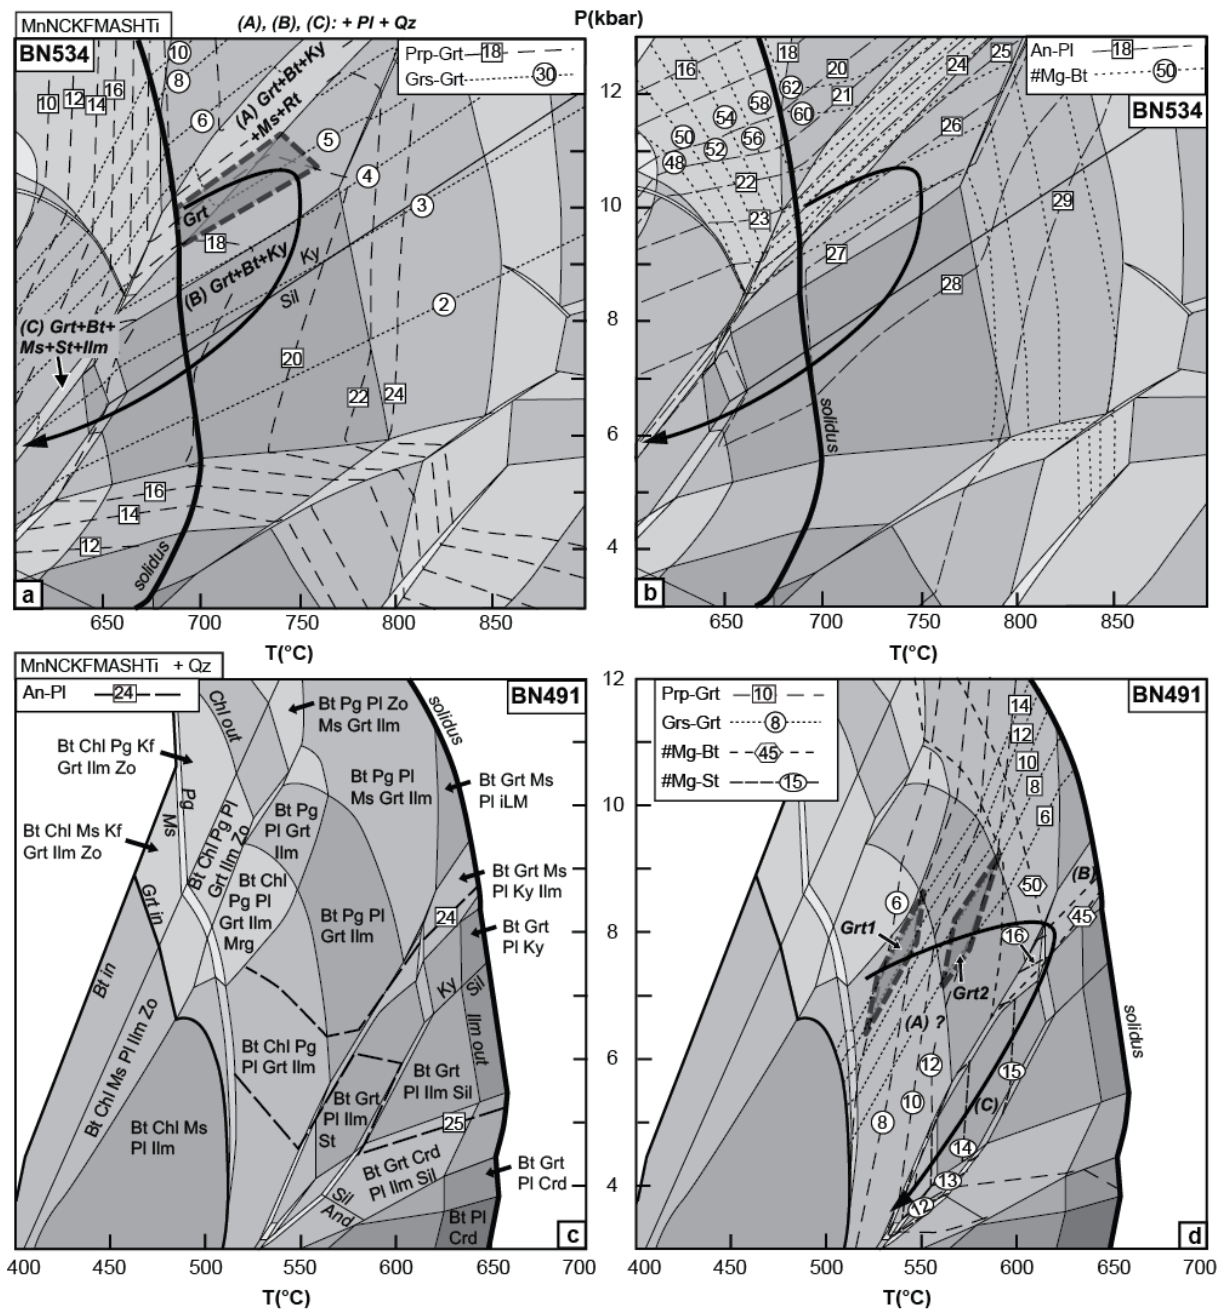 MnNCKFMASHTi
(A), (B), (C): + Pl + Qz
P(kbar)
BN534
Prp-Grt 18
Grs-Grt 30
10
12
14
16
10
8
6
(A) Grt+Bt+Ky
+Ms+Rt
5
4
3
2
Grt
18
(B) Grt+Bt+Ky
Ky
Sil
(C) Grt+Bt+
Ms+St+Ilm
20
22
24
16
14
12
solidus
a
650
700
750
800
850
T(°C)
An-Pl 18
#Mg-Bt 50
BN534
12
10
8
6
4
16
18
20
21
24
25
26
62
58
60
54
56
50
52
48
22
23
27
28
29
solidus
b
650
700
750
800
850
T(°C)
MnNCKFMASHTi + Qz
An-Pl 24
BN491
solidus
Chl out
Bt Pg Pl Zo
Ms Grt Ilm
Bt Chl Pg Kf
Grt Ilm Zo
Pg
Ms
Bt Chl Ms Kf
Grt Ilm Zo
Bt Chl Pg Pl
Grt Ilm Zo
Bt Pg Pl
Ms Grt Ilm
Bt Grt Ms
Pl iLM
Bt Pg
Pl Grt
Ilm
Grt in
Bt Chl
Pg Pl
Grt Ilm
Mrg
Bt Grt Ms
Pl Ky Ilm
24
Bt Pg Pl
Grt Ilm
Bt Grt
Pl Ky
Bt in
Ky
Sil
Ilm out
Bt Chl Ms Pl Ilm Zo
Bt Chl Pg
Pl Grt Ilm
Bt Grt
Pl Ilm Sil
Bt Grt
Pl Ilm
St
Bt Chl Ms
Pl Ilm
25
Bt Grt Crd
Pl Ilm Sil
Bt Grt
Pl Crd
Sil
And
Bt Pl
Crd
c
400
450
500
550
600
650
700
T(°C)
Prp-Grt 10
Grs-Grt 8
#Mg-Bt 45
#Mg-St 15
BN491
12
10
8
6
4
14
12
10
8
6
(B)
50
45
6
Grt1
16
Grt2
(A) ?
12
10
8
15
(C)
14
13
12
solidus
d
400
450
500
550
600
650
700
T(°C)